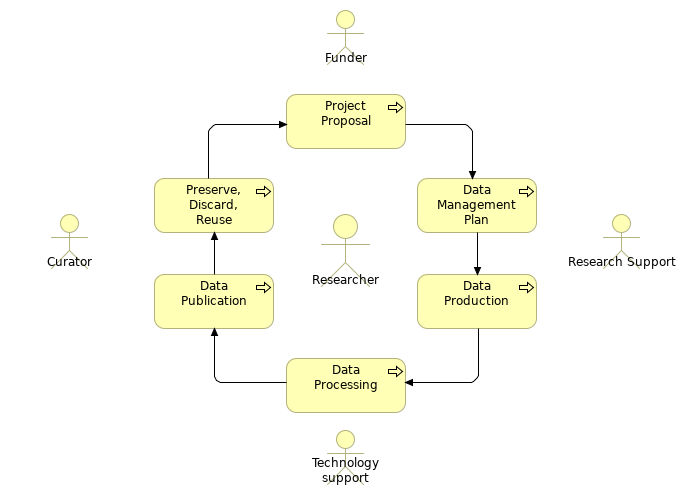 Funder
Project
Proposal
Preserve,
Discard,
Reuse
Data
Management
Plan
Curator
Researcher
Research Support
Data
Publication
Data
Production
Data
Processing
Technology
support